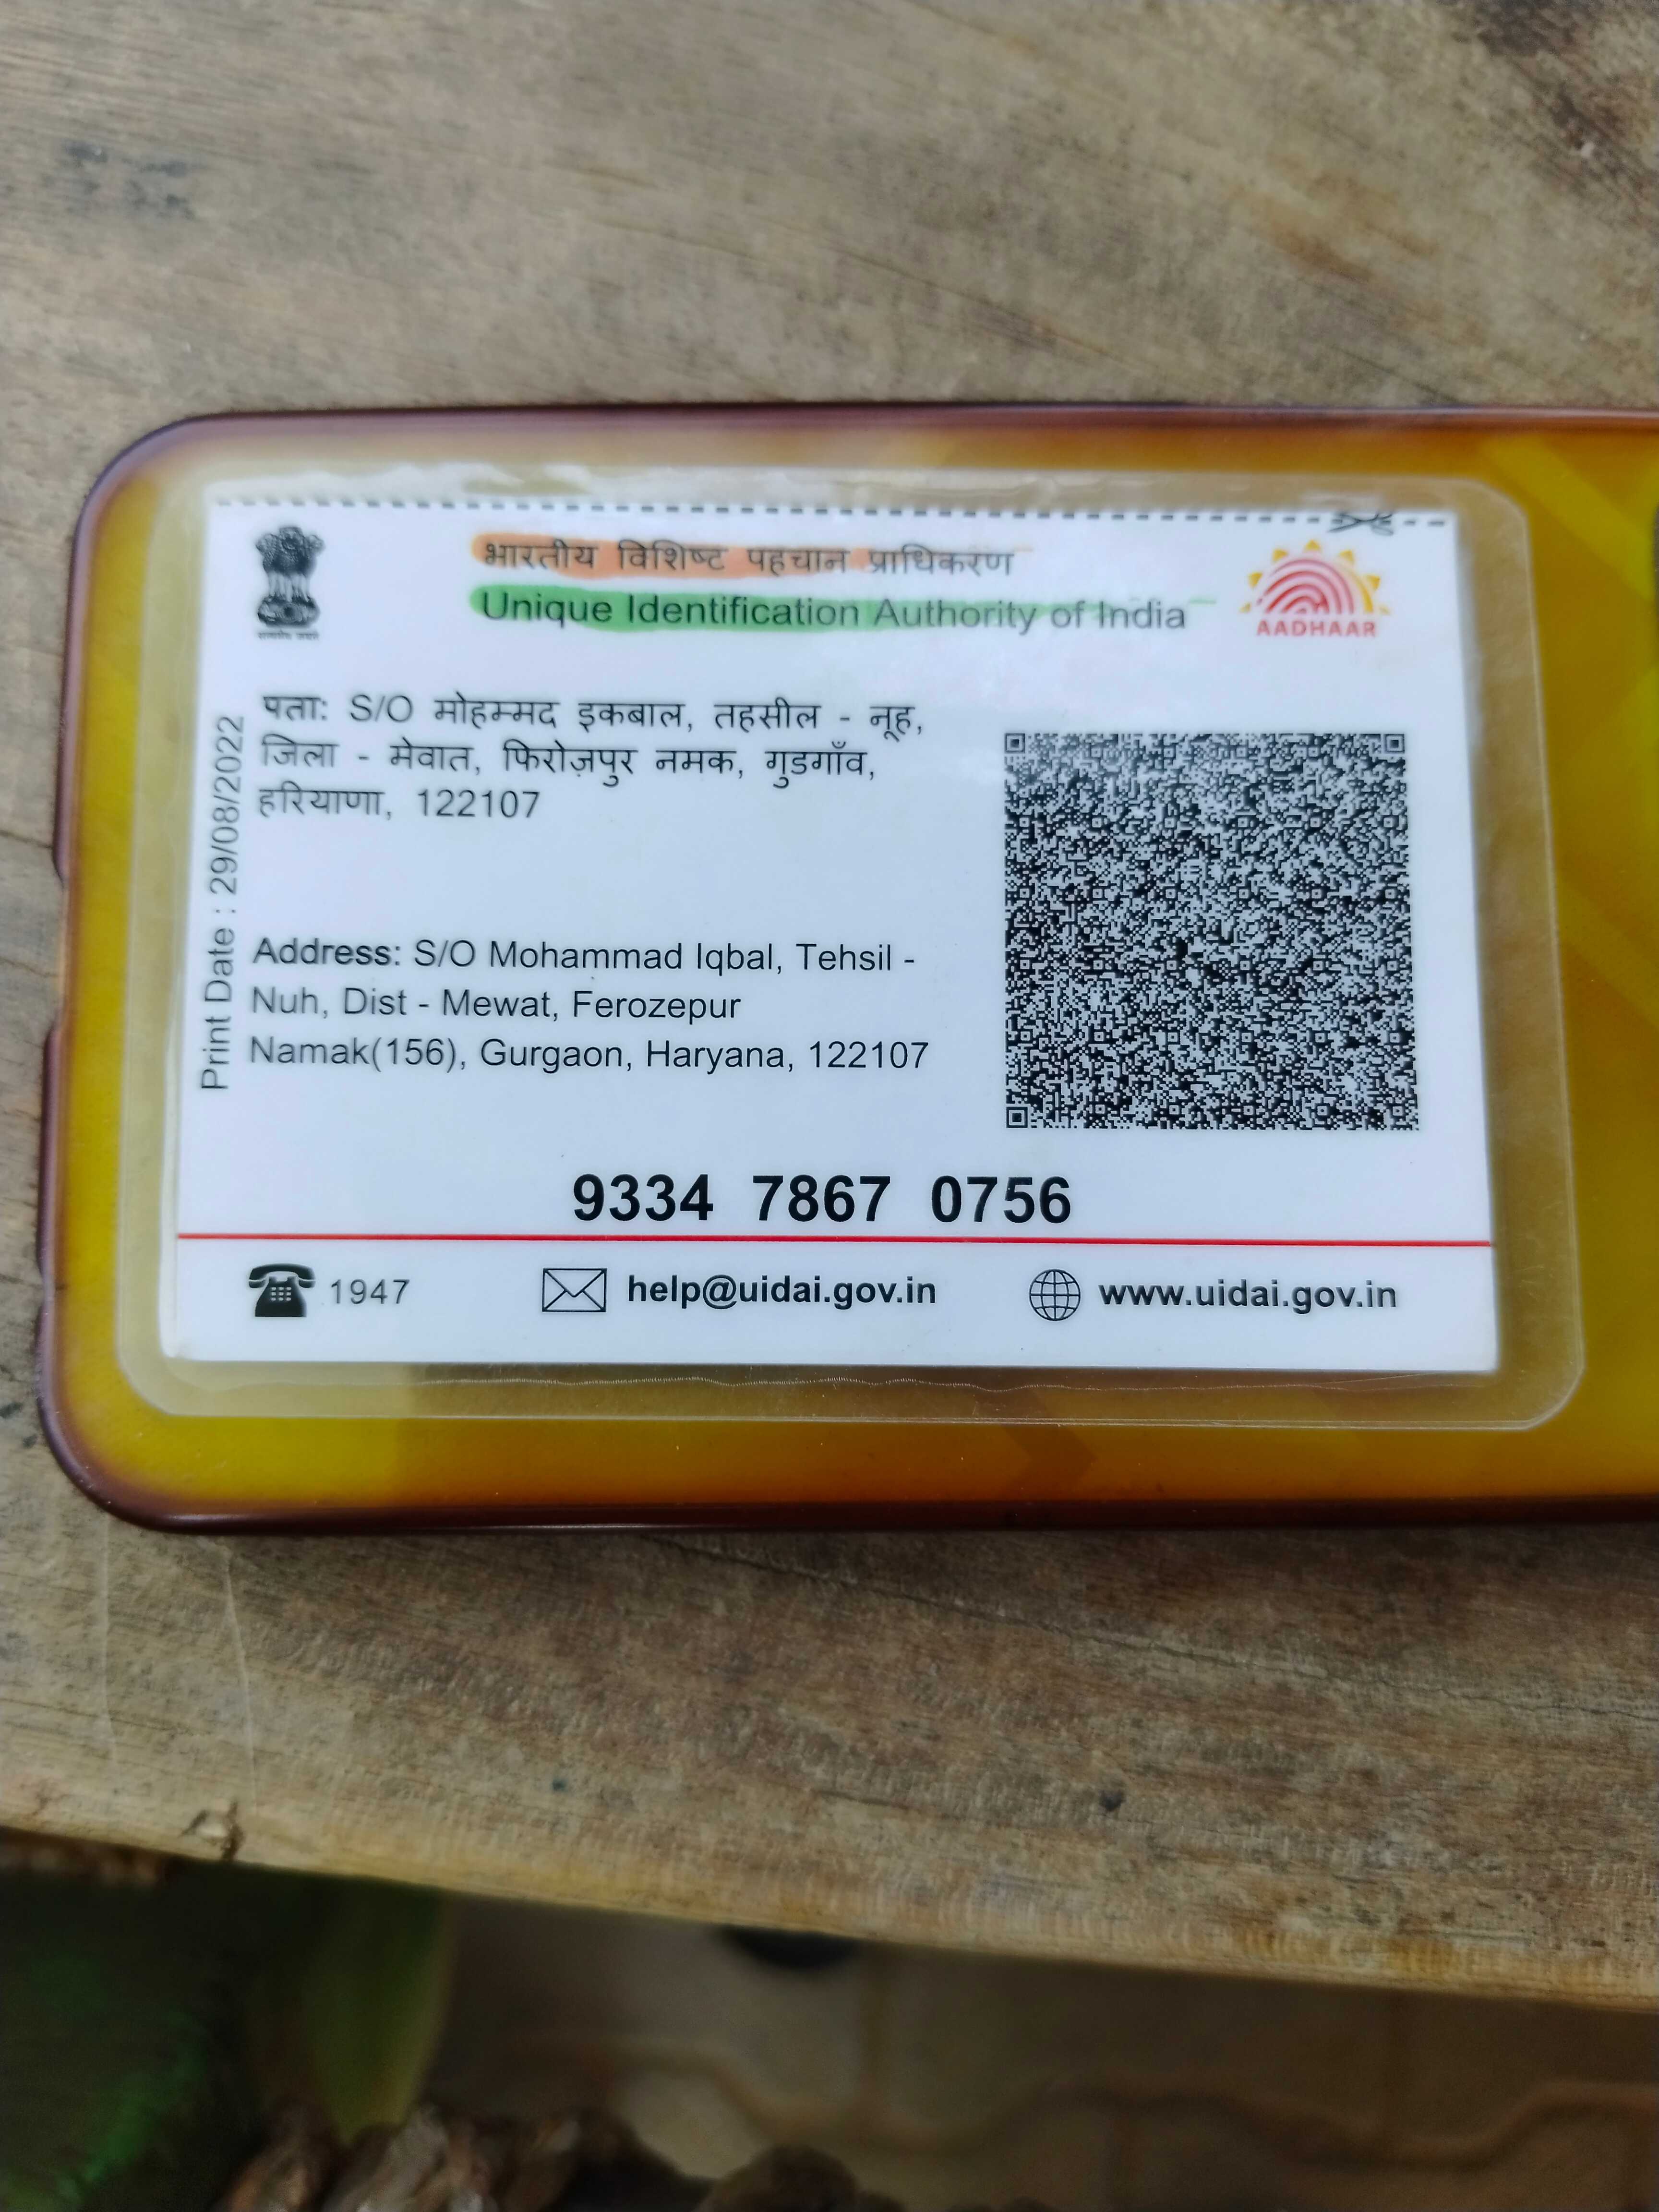 भारतीय विशिष्ट पहचान प्राधिकरण
Unique Identification Authority of India
AADHAAR
Print Date : 29/08/2022
पता: S/O मोहम्मद इकबाल, तहसील - नूह,
जिला - मेवात, फिरोज़पुर नमक, गुडगाँव,
हरियाणा, 122107
Address: S/O Mohammad Iqbal, Tehsil -
Nuh, Dist - Mewat, Ferozepur
Namak(156), Gurgaon, Haryana, 122107
9334 7867 0756
1947
help@uidai.gov.in
www.uidai.gov.in